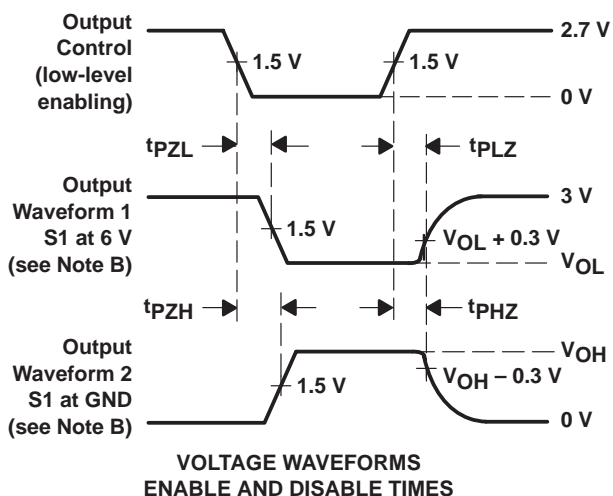 Output
Control
(low-level
enabling)
1.5 V
1.5 V
2.7 V
0 V
tPZL
tPLZ
Output
Waveform 1
S1 at 6 V
(see Note B)
1.5 V
3 V
VOL + 0.3 V
VOL
tPZH
tPHZ
Output
Waveform 2
S1 at GND
(see Note B)
1.5 V
VOH
VOH – 0.3 V
0 V
VOLTAGE WAVEFORMS
ENABLE AND DISABLE TIMES